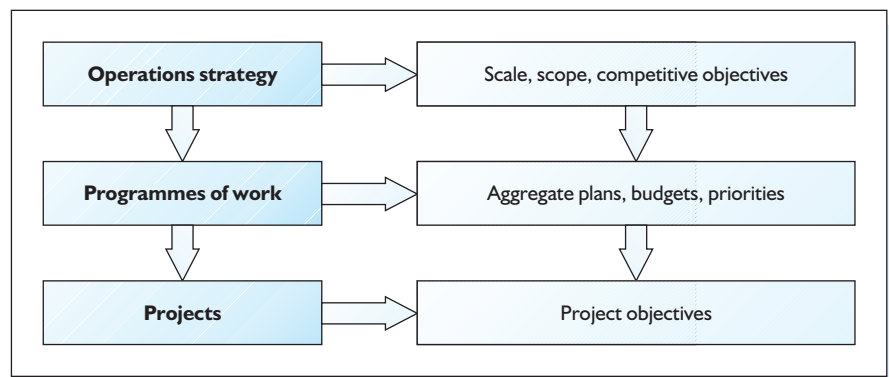 Operations strategy
Scale, scope, competitive objectives
Programmes of work
Aggregate plans, budgets, priorities
Projects
Project objectives